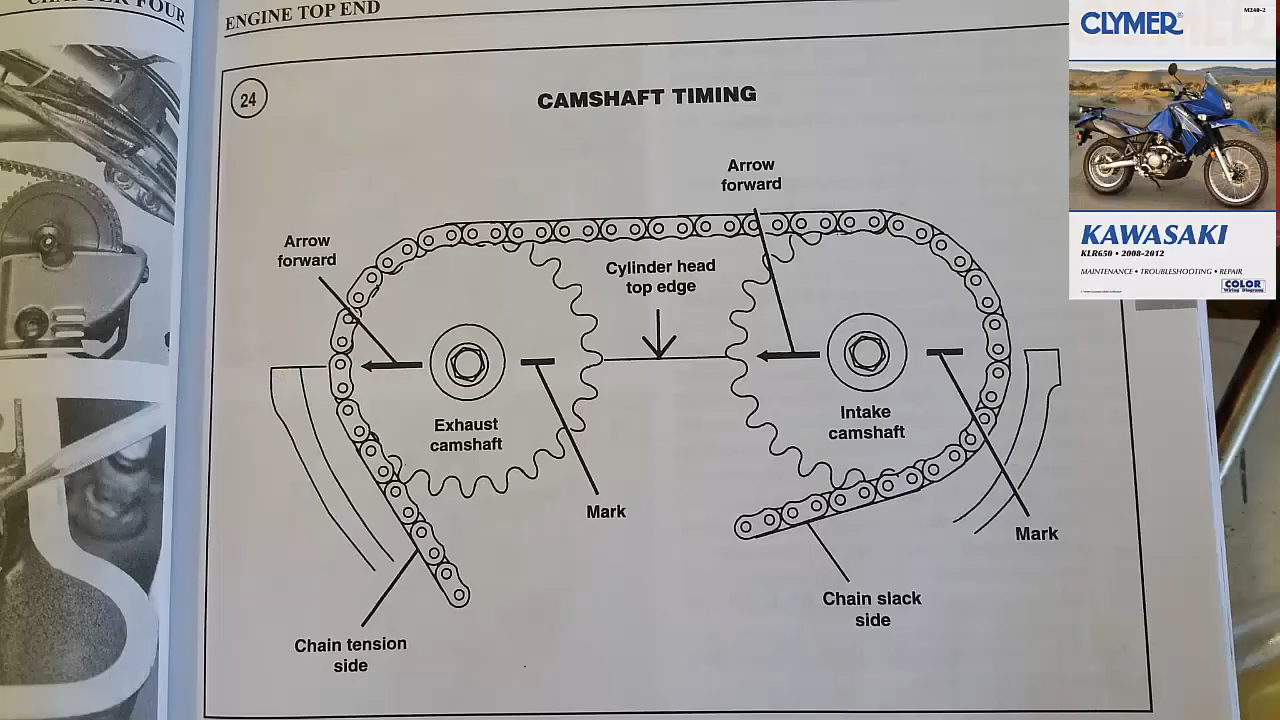 CHAPTER FOUR
ENGINE TOP END
24
CAMSHAFT TIMING
Arrow
forward
Arrow
forward
Cylinder head
top edge
Exhaust
camshaft
Intake
camshaft
Mark
Mark
Chain tension
side
Chain slack
side
M240-2
CLYMER®
KAWASAKI
KLR650 • 2008-2012
MAINTENANCE • TROUBLESHOOTING • REPAIR
COLOR
Wiring Diagrams